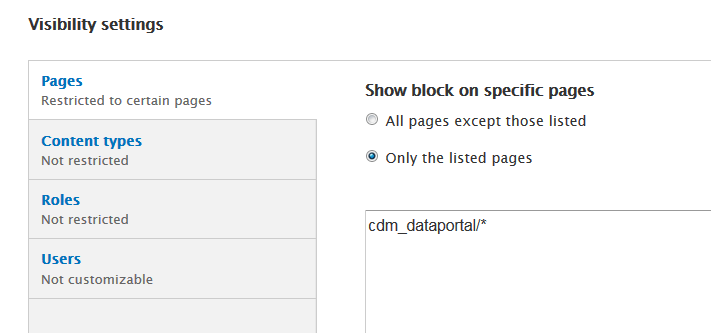 Visibility settings
Pages
Restricted to certain pages
Content types
Not restricted
Roles
Not restricted
Users
Not customizable
Show block on specific pages
All pages except those listed
Only the listed pages
cdm_dataportal/*